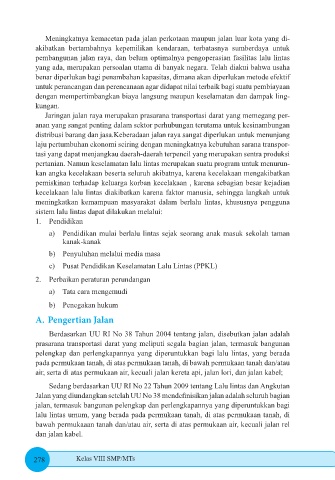 Meningkatnya kemacetan pada jalan perkotaan maupun jalan luar kota yang di-
akibatkan bertambahnya kepemilikan kendaraan, terbatasnya sumberdaya untuk
pembangunan jalan raya, dan belum optimalnya pengoperasian fasilitas lalu lintas
yang ada, merupakan persoalan utama di banyak negara. Telah diakui bahwa usaha
benar diperlukan bagi penambahan kapasitas, dimana akan diperlukan metode efektif
untuk perancangan dan perencanaan agar didapat nilai terbaik bagi suatu pembiayaan
dengan mempertimbangkan biaya langsung maupun keselamatan dan dampak ling-
kungan.
Jaringan jalan raya merupakan prasarana transportasi darat yang memegang per-
anan yang sangat penting dalam sektor perhubungan terutama untuk kesinambungan
distribusi barang dan jasa.Keberadaan jalan raya sangat diperlukan untuk menunjang
laju pertumbuhan ekonomi seiring dengan meningkatnya kebutuhan sarana transpor-
tasi yang dapat menjangkau daerah-daerah terpencil yang merupakan sentra produksi
pertanian. Namun keselamatan lalu lintas merupakan suatu program untuk menurun-
kan angka kecelakaan beserta seluruh akibatnya, karena kecelakaan mengakibatkan
pemiskinan terhadap keluarga korban kecelakaan , karena sebagian besar kejadian
kecelakaan lalu lintas diakibatkan karena faktor manusia, sehingga langkah untuk
meningkatkan kemampuan masyarakat dalam berlalu lintas, khususnya pengguna
sistem lalu lintas dapat dilakukan melalui:
1. Pendidikan
a) Pendidikan mulai berlalu lintas sejak seorang anak masuk sekolah taman
kanak-kanak
b) Penyuluhan melalui media masa
c) Pusat Pendidikan Keselamatan Lalu Lintas (PPKL)
2. Perbaikan peraturan perundangan
a) Tata cara mengemudi
b) Penegakan hukum
A. Pengertian Jalan
Berdasarkan UU RI No 38 Tahun 2004 tentang jalan, disebutkan jalan adalah
prasarana transportasi darat yang meliputi segala bagian jalan, termasuk bangunan
pelengkap dan perlengkapannya yang diperuntukkan bagi lalu lintas, yang berada
pada permukaan tanah, di atas permukaan tanah, di bawah permukaan tanah dan/atau
air, serta di atas permukaan air, kecuali jalan kereta api, jalan lori, dan jalan kabel;
Sedang berdasarkan UU RI No 22 Tahun 2009 tentang Lalu lintas dan Angkutan
Jalan yang diundangkan setelah UU No 38 mendefinisikan jalan adalah seluruh bagian
jalan, termasuk bangunan pelengkap dan perlengkapannya yang diperuntukkan bagi
lalu lintas umum, yang berada pada permukaan tanah, di atas permukaan tanah, di
bawah permukaaan tanah dan/atau air, serta di atas permukaan air, kecuali jalan rel
dan jalan kabel.
278 Kelas VIII SMP/MTs